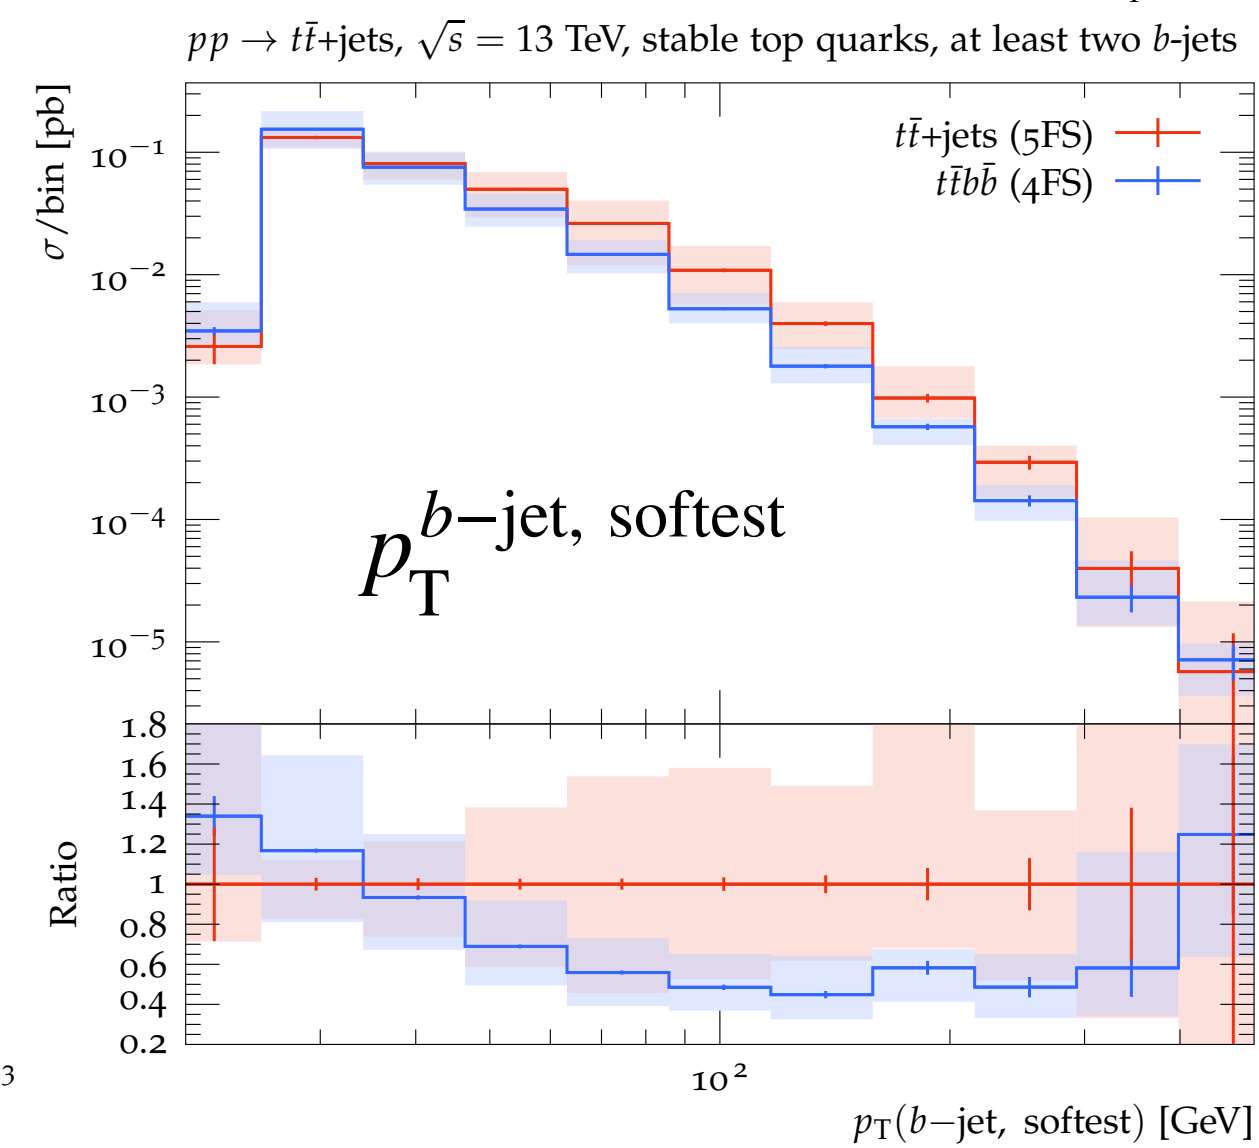 pp → tt̄+jets, √s = 13 TeV, stable top quarks, at least two b-jets
σ/bin [pb]
tt̄+jets (5FS)
tt̄bb̄ (4FS)
10⁻¹
10⁻²
10⁻³
10⁻⁴
10⁻⁵
p_T^{b−jet, softest}
Ratio
1.8
1.6
1.4
1.2
1
0.8
0.6
0.4
0.2
10²
3
p_T(b−jet, softest) [GeV]